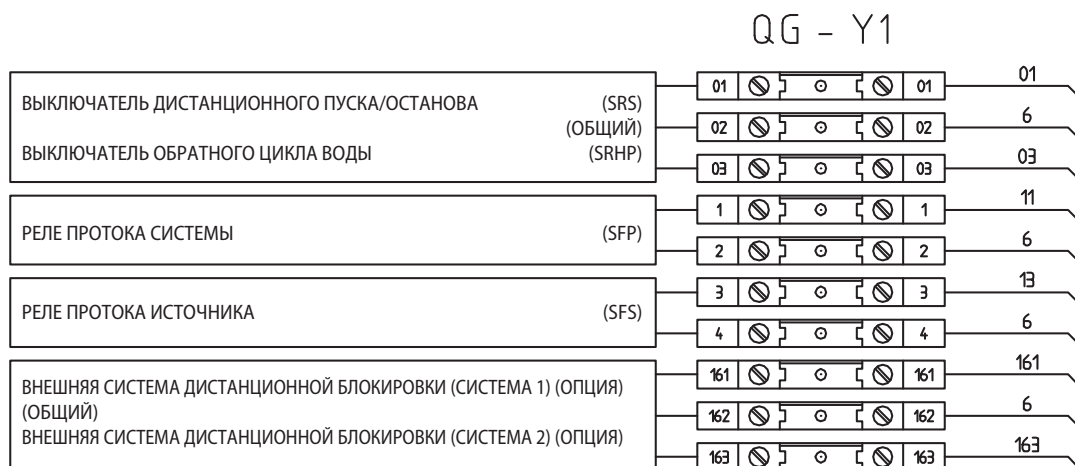 QG - Y1
ВЫКЛЮЧАТЕЛЬ ДИСТАНЦИОННОГО ПУСКА/ОСТАНОВА (SRS) 01 01 01
(ОБЩИЙ) 02 02 6
ВЫКЛЮЧАТЕЛЬ ОБРАТНОГО ЦИКЛА ВОДЫ (SRHP) 03 03 03
1 1 11
РЕЛЕ ПРОТОКА СИСТЕМЫ (SFP)
2 2 6
3 3 13
РЕЛЕ ПРОТОКА ИСТОЧНИКА (SFS)
4 4 6
ВНЕШНЯЯ СИСТЕМА ДИСТАНЦИОННОЙ БЛОКИРОВКИ (СИСТЕМА 1) (ОПЦИЯ) 161 161 161
(ОБЩИЙ) 162 162 6
ВНЕШНЯЯ СИСТЕМА ДИСТАНЦИОННОЙ БЛОКИРОВКИ (СИСТЕМА 2) (ОПЦИЯ) 163 163 163